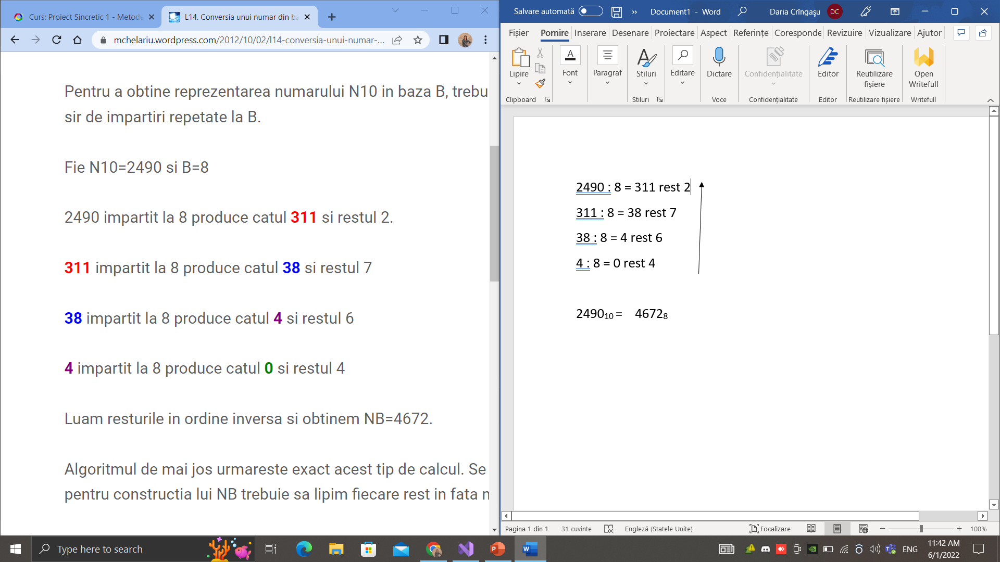 Curs: Proiect Sincretic 1 - Metode
L14. Conversia unui numar din ba
mchelariu.wordpress.com/2012/10/02/l14-conversia-unui-numar-...
Pentru a obtine reprezentarea numarului N10 in baza B, trebu
sir de impartiri repetate la B.
Fie N10=2490 si B=8
2490 impartit la 8 produce catul 311 si restul 2.
311 impartit la 8 produce catul 38 si restul 7
38 impartit la 8 produce catul 4 si restul 6
4 impartit la 8 produce catul 0 si restul 4
Luam resturile in ordine inversa si obtinem NB=4672.
Algoritmul de mai jos urmareste exact acest tip de calcul. Se
pentru constructia lui NB trebuie sa lipim fiecare rest in fata n
Salvare automată
Document1 - Word
Daria Crîngașu DC
Fișier Pornire Inserare Desenare Proiectare Aspect Referințe Coresponde Revizuire Vizualizare Ajutor
Lipire
Font
Paragraf
Stiluri
Editare
Dictare
Confidențialitate
Editor
Reutilizare fișiere
Open Writefull
Clipboard
Stiluri
Voce
Confidențialitate
Editor
Reutilizare fișiere
Writefull
2490 : 8 = 311 rest 2
311 : 8 = 38 rest 7
38 : 8 = 4 rest 6
4 : 8 = 0 rest 4
2490₁₀ = 4672₈
Pagina 1 din 1 31 cuvinte Engleză (Statele Unite) Focalizare 100%
Type here to search
ENG
11:42 AM
6/1/2022